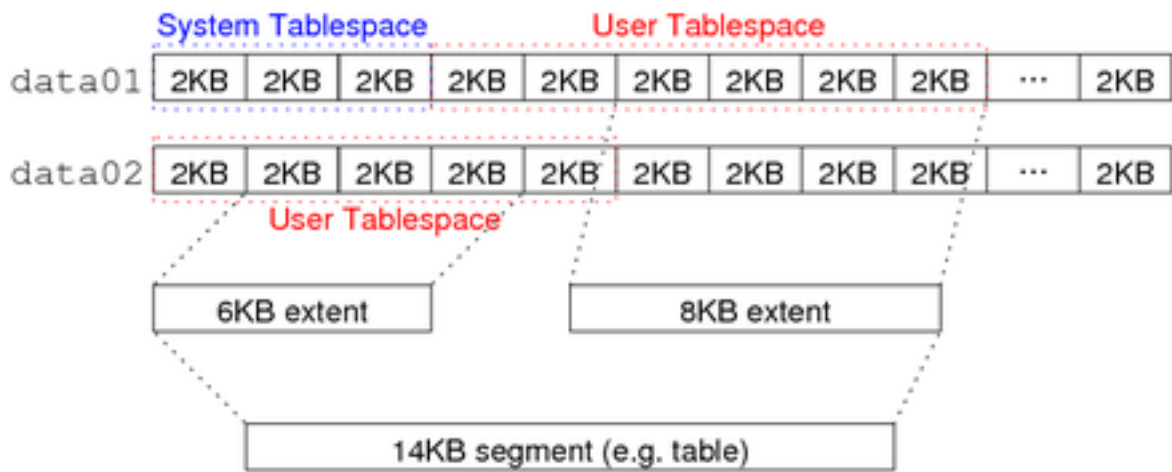 System Tablespace User Tablespace
data01 2KB 2KB 2KB 2KB 2KB 2KB 2KB 2KB 2KB ... 2KB
data02 2KB 2KB 2KB 2KB 2KB 2KB 2KB 2KB 2KB ... 2KB
User Tablespace
6KB extent 8KB extent
14KB segment (e.g. table)